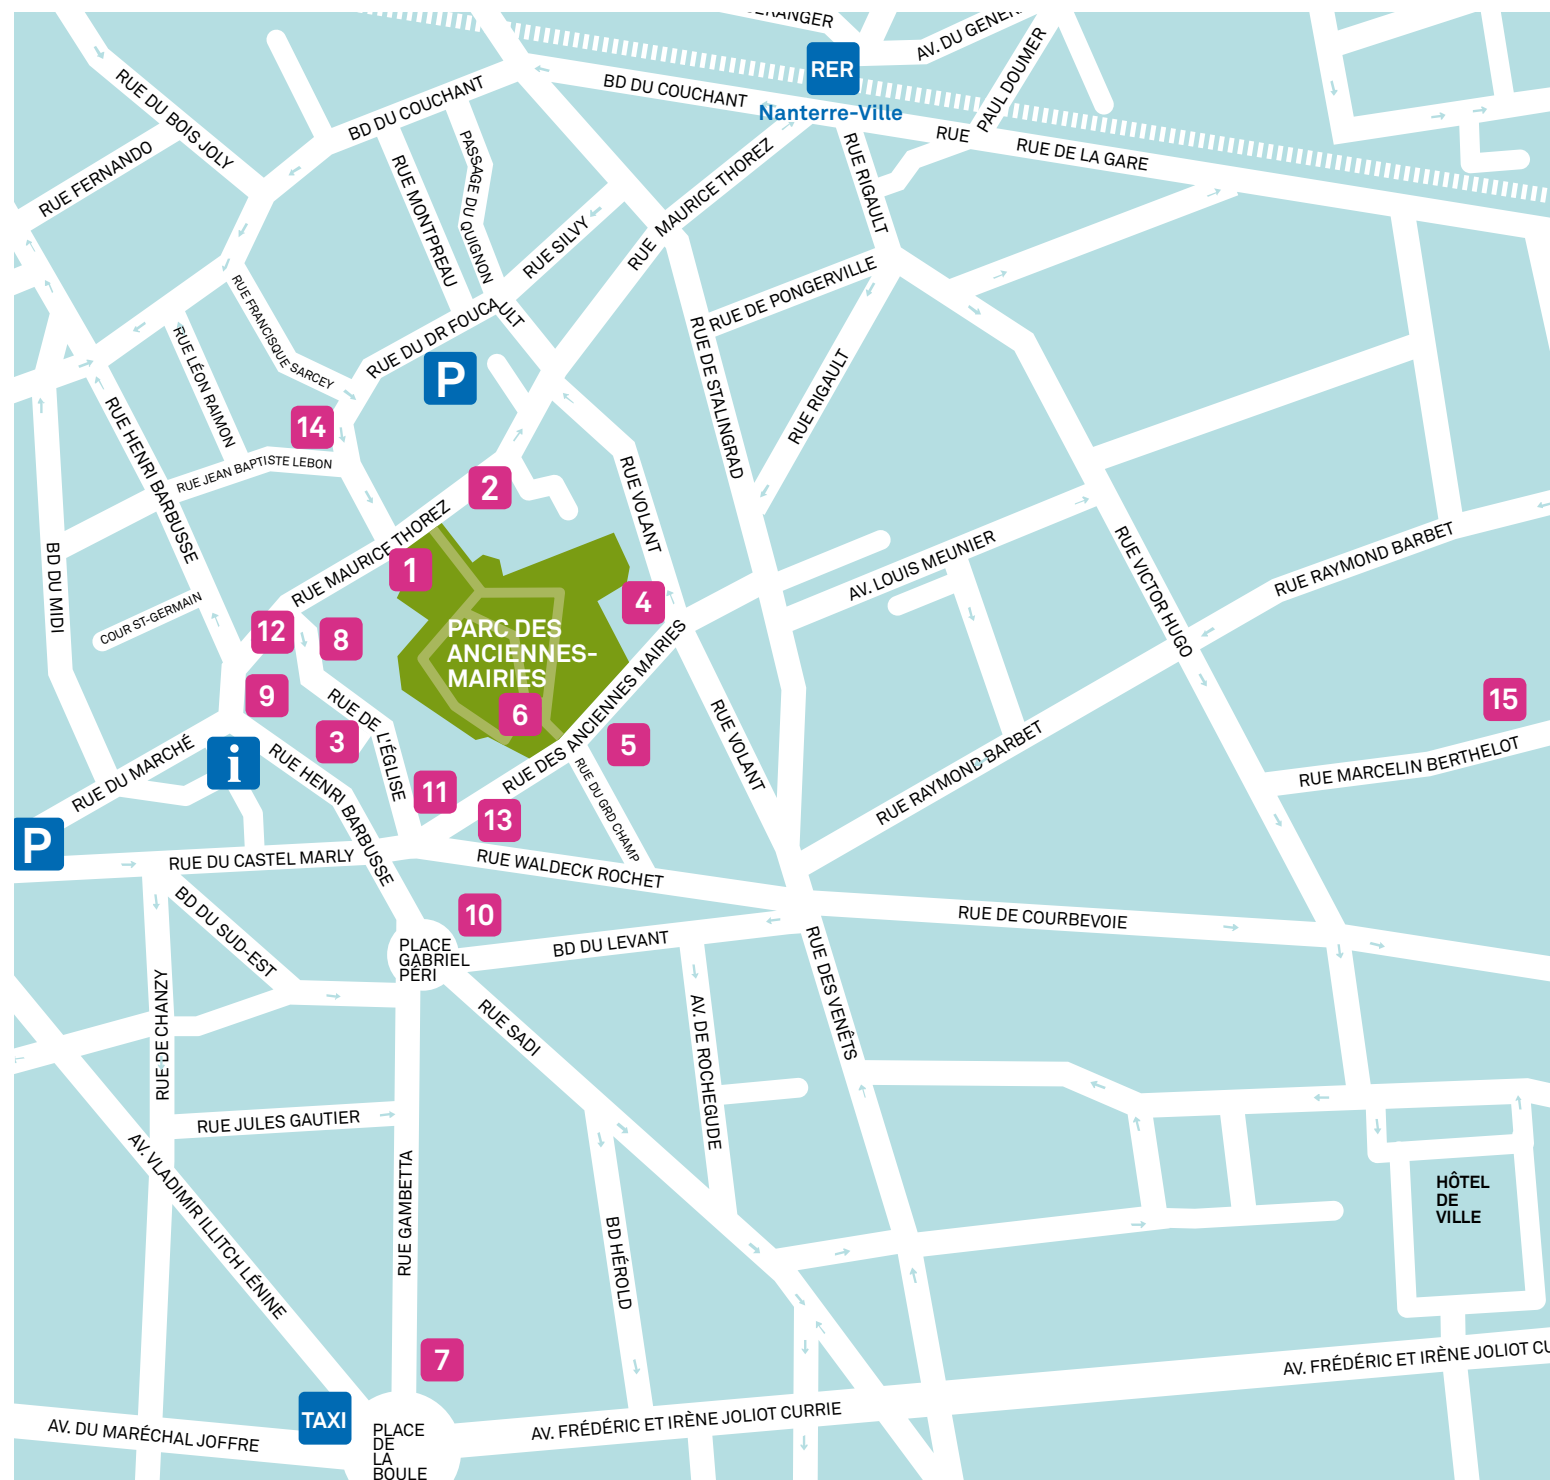 AV. DU GENER
RER
Nanterre-Ville
BD DU COUCHANT
PAUL DOUMER
RUE
RUE DE LA GARE
RUE DU BOIS JOLY
BD DU COUCHANT
RUE FERNANDO
RUE MONTPREAU
PASSAGE DU QUIGNON
RUE SILVY
RUE MAURICE THOREZ
RUE RIGAULT
RUE DE PONGERVILLE
RUE FRANCISQUE SARCEY
RUE DU DR FOUCAULT
RUE LÉON RAIMON
P
RUE DE STALINGRAD
RUE RIGAULT
14
RUE HENRI BARBUSSE
RUE JEAN BAPTISTE LEBON
2
RUE VOLANT
RUE MAURICE THOREZ
1
BD DU MIDI
COUR ST-GERMAIN
AV. LOUIS MEUNIER
RUE VICTOR HUGO
RUE RAYMOND BARBET
4
12
8
PARC DES
ANCIENNES-
MAIRIES
6
9
3
5
15
RUE DE L'ÉGLISE
RUE DES ANCIENNES MAIRIES
RUE VOLANT
RUE RAYMOND BARBET
RUE MARCELIN BERTHELOT
RUE DU MARCHÉ
i
RUE HENRI BARBUSSE
11
13
RUE DU GRD CHAMP
P
RUE DU CASTEL MARLY
RUE WALDECK ROCHET
BD DU SUD-EST
10
RUE DE COURBEVOIE
PLACE
GABRIEL
PÉRI
BD DU LEVANT
RUE DES VENÊTS
RUE DE CHANZY
RUE SADI
AV. DE ROCHEGUDE
RUE JULES GAUTIER
AV. VLADIMIR ILLITCH LÉNINE
RUE GAMBETTA
BD HÉROLD
HÔTEL
DE
VILLE
7
TAXI
AV. FRÉDÉRIC ET IRÈNE JOLIOT CU
AV. DU MARÉCHAL JOFFRE
PLACE
DE
LA
BOULE
AV. FRÉDÉRIC ET IRÈNE JOLIOT CURRIE